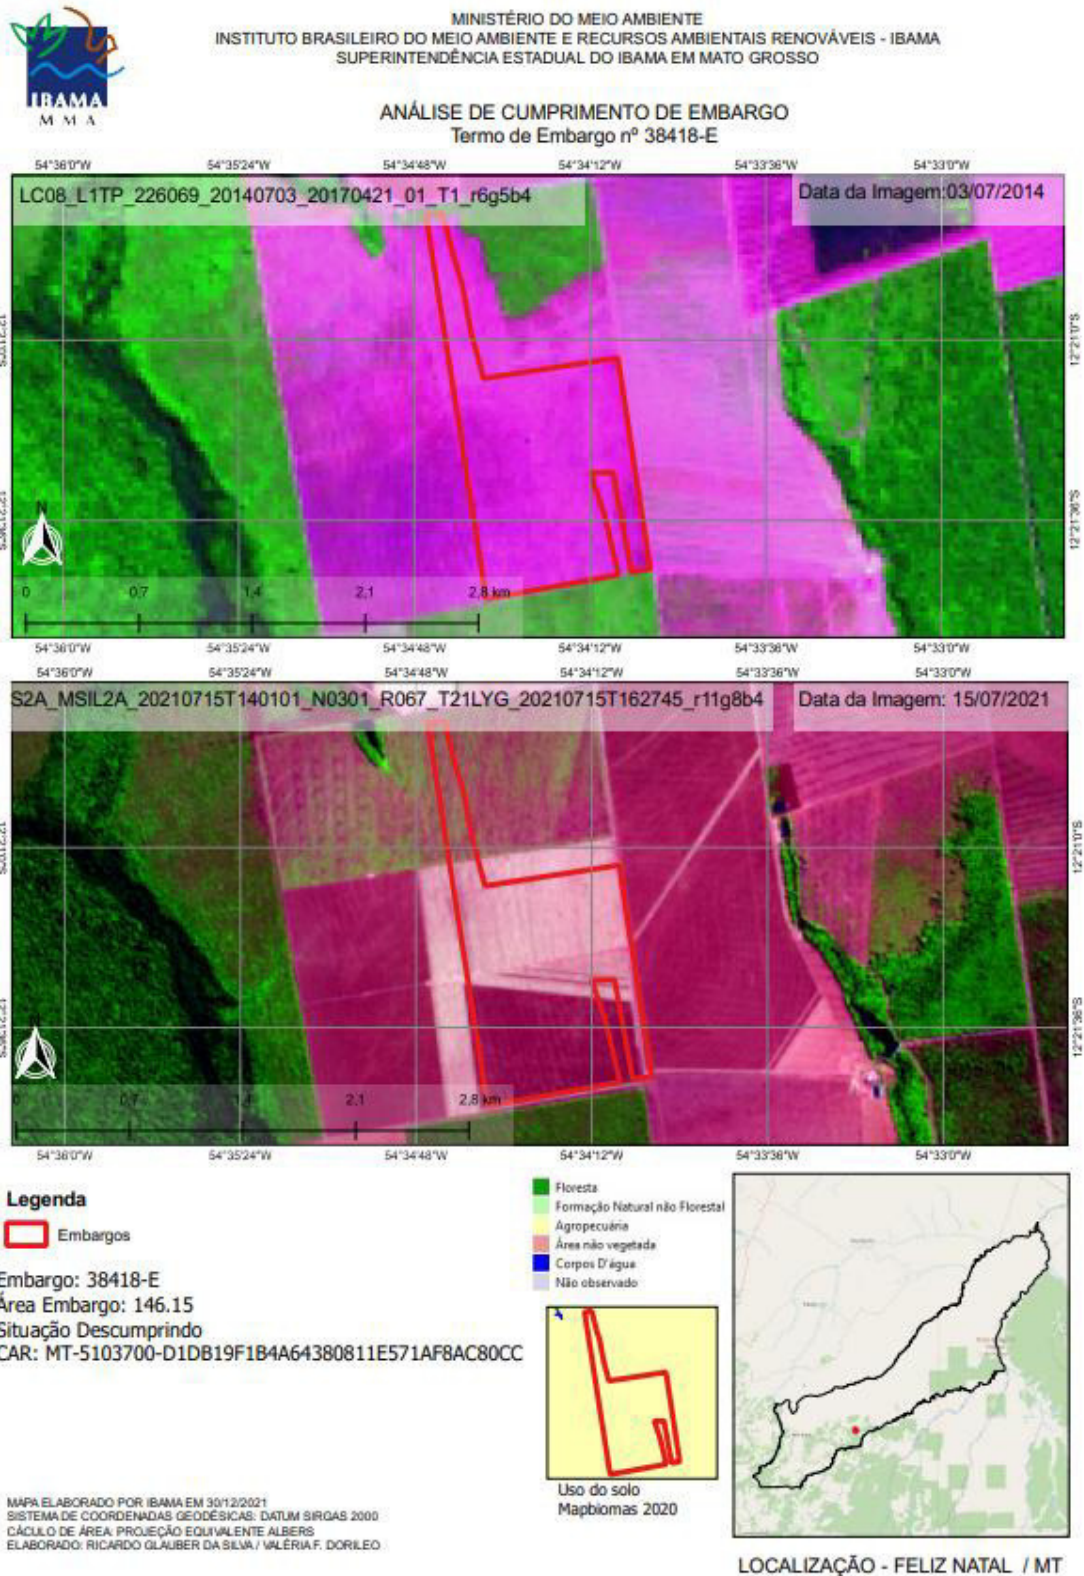 IBAMA
M M A
MINISTÉRIO DO MEIO AMBIENTE
INSTITUTO BRASILEIRO DO MEIO AMBIENTE E RECURSOS AMBIENTAIS RENOVÁVEIS - IBAMA
SUPERINTENDÊNCIA ESTADUAL DO IBAMA EM MATO GROSSO
ANÁLISE DE CUMPRIMENTO DE EMBARGO
Termo de Embargo nº 38418-E
54°36'0"W 54°35'24"W 54°34'48"W 54°34'12"W 54°33'36"W 54°33'0"W
LC08_L1TP_226069_20140703_20170421_01_T1_r6g5b4
Data da Imagem:03/07/2014
12°21'0"S
12°21'36"S
N
0 0,7 1,4 2,1 2,8 km
54°36'0"W 54°35'24"W 54°34'48"W 54°34'12"W 54°33'36"W 54°33'0"W
54°36'0"W 54°35'24"W 54°34'48"W 54°34'12"W 54°33'36"W 54°33'0"W
S2A_MSIL2A_20210715T140101_N0301_R067_T21LYG_20210715T162745_r11g8b4
Data da Imagem: 15/07/2021
12°21'0"S
12°21'36"S
N
0 0,7 1,4 2,1 2,8 km
54°36'0"W 54°35'24"W 54°34'48"W 54°34'12"W 54°33'36"W 54°33'0"W
Legenda
Embargos
Embargo: 38418-E
Área Embargo: 146.15
Situação Descumprindo
CAR: MT-5103700-D1DB19F1B4A64380811E571AF8AC80CC
Floresta
Formação Natural não Florestal
Agropecuária
Área não vegetada
Corpos D'água
Não observado
Uso do solo
Mapbiomas 2020
MAPA ELABORADO POR IBAMA EM 30/12/2021
SISTEMA DE COORDENADAS GEODÉSICAS: DATUM SIRGAS 2000
CÁCULO DE ÁREA: PROJEÇÃO EQUIVALENTE ALBERS
ELABORADO: RICARDO GLAUBER DA SILVA / VALÉRIA F. DORILEO
LOCALIZAÇÃO - FELIZ NATAL / MT